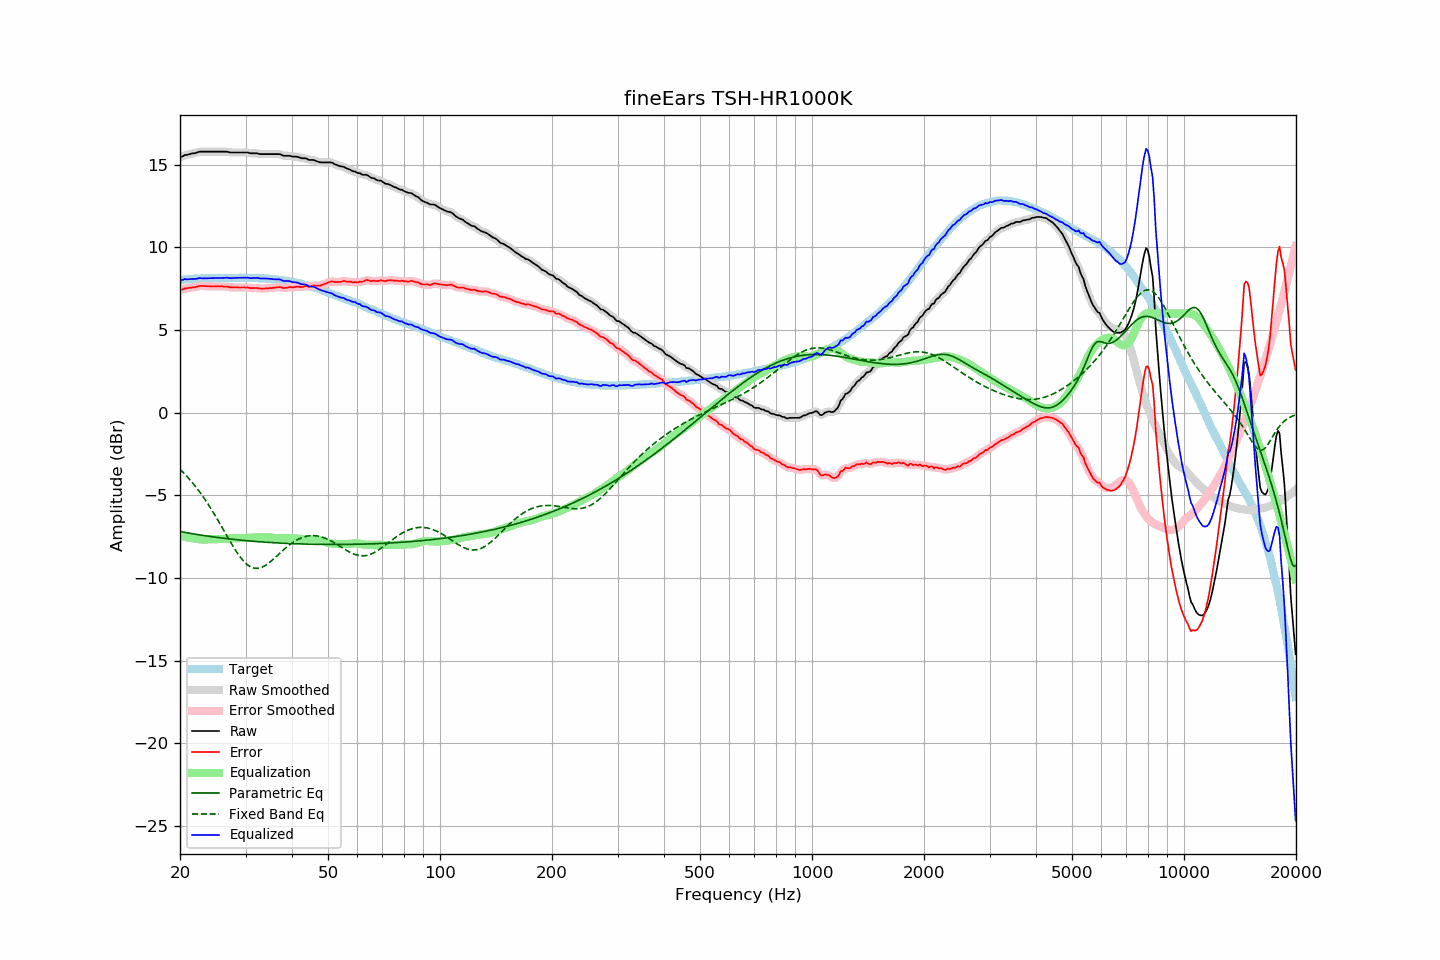 fineEars TSH-HR1000K
15
10
5
0
−5
−10
−15
−20
−25
Amplitude (dBr)
Target
Raw Smoothed
Error Smoothed
Raw
Error
Equalization
Parametric Eq
Fixed Band Eq
Equalized
20 50 100 200 500 1000 2000 5000 10000 20000
Frequency (Hz)